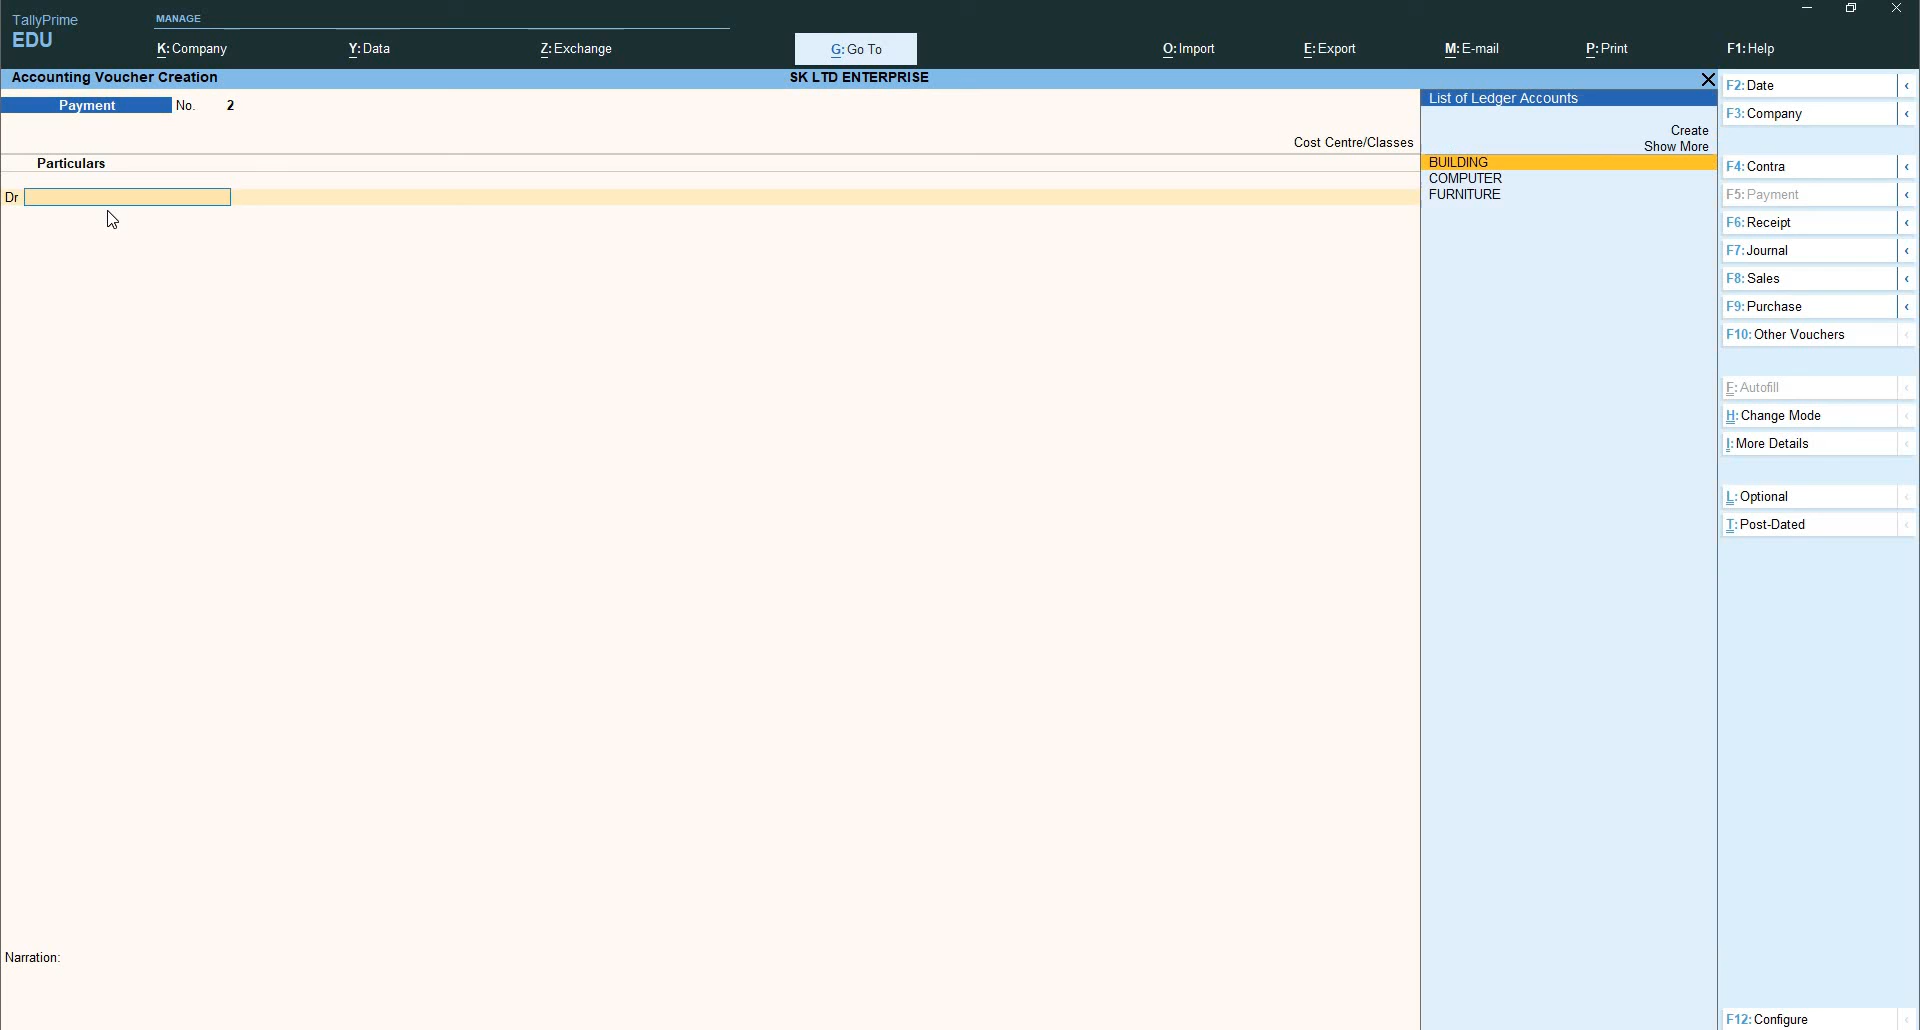 TallyPrime
EDU
MANAGE
K: Company
Y: Data
Z: Exchange
G: Go To
O: Import
E: Export
M: E-mail
P: Print
F1: Help
Accounting Voucher Creation
SK LTD ENTERPRISE
Payment No. 2
Cost Centre/Classes
Particulars
Dr
Narration:
List of Ledger Accounts
Create
Show More
BUILDING
COMPUTER
FURNITURE
F2: Date
F3: Company
F4: Contra
F5: Payment
F6: Receipt
F7: Journal
F8: Sales
F9: Purchase
F10: Other Vouchers
F: Autofill
H: Change Mode
I: More Details
L: Optional
T: Post-Dated
F12: Configure